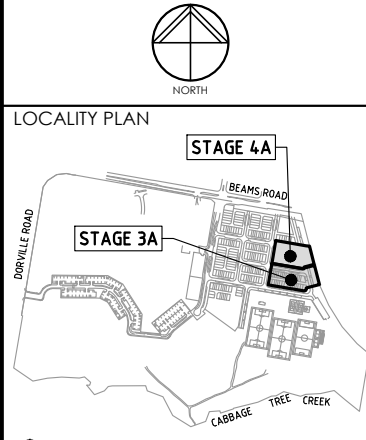 NORTH
LOCALITY PLAN
STAGE 4A
BEAMS ROAD
DORVILLE ROAD
STAGE 3A
CABBAGE TREE CREEK